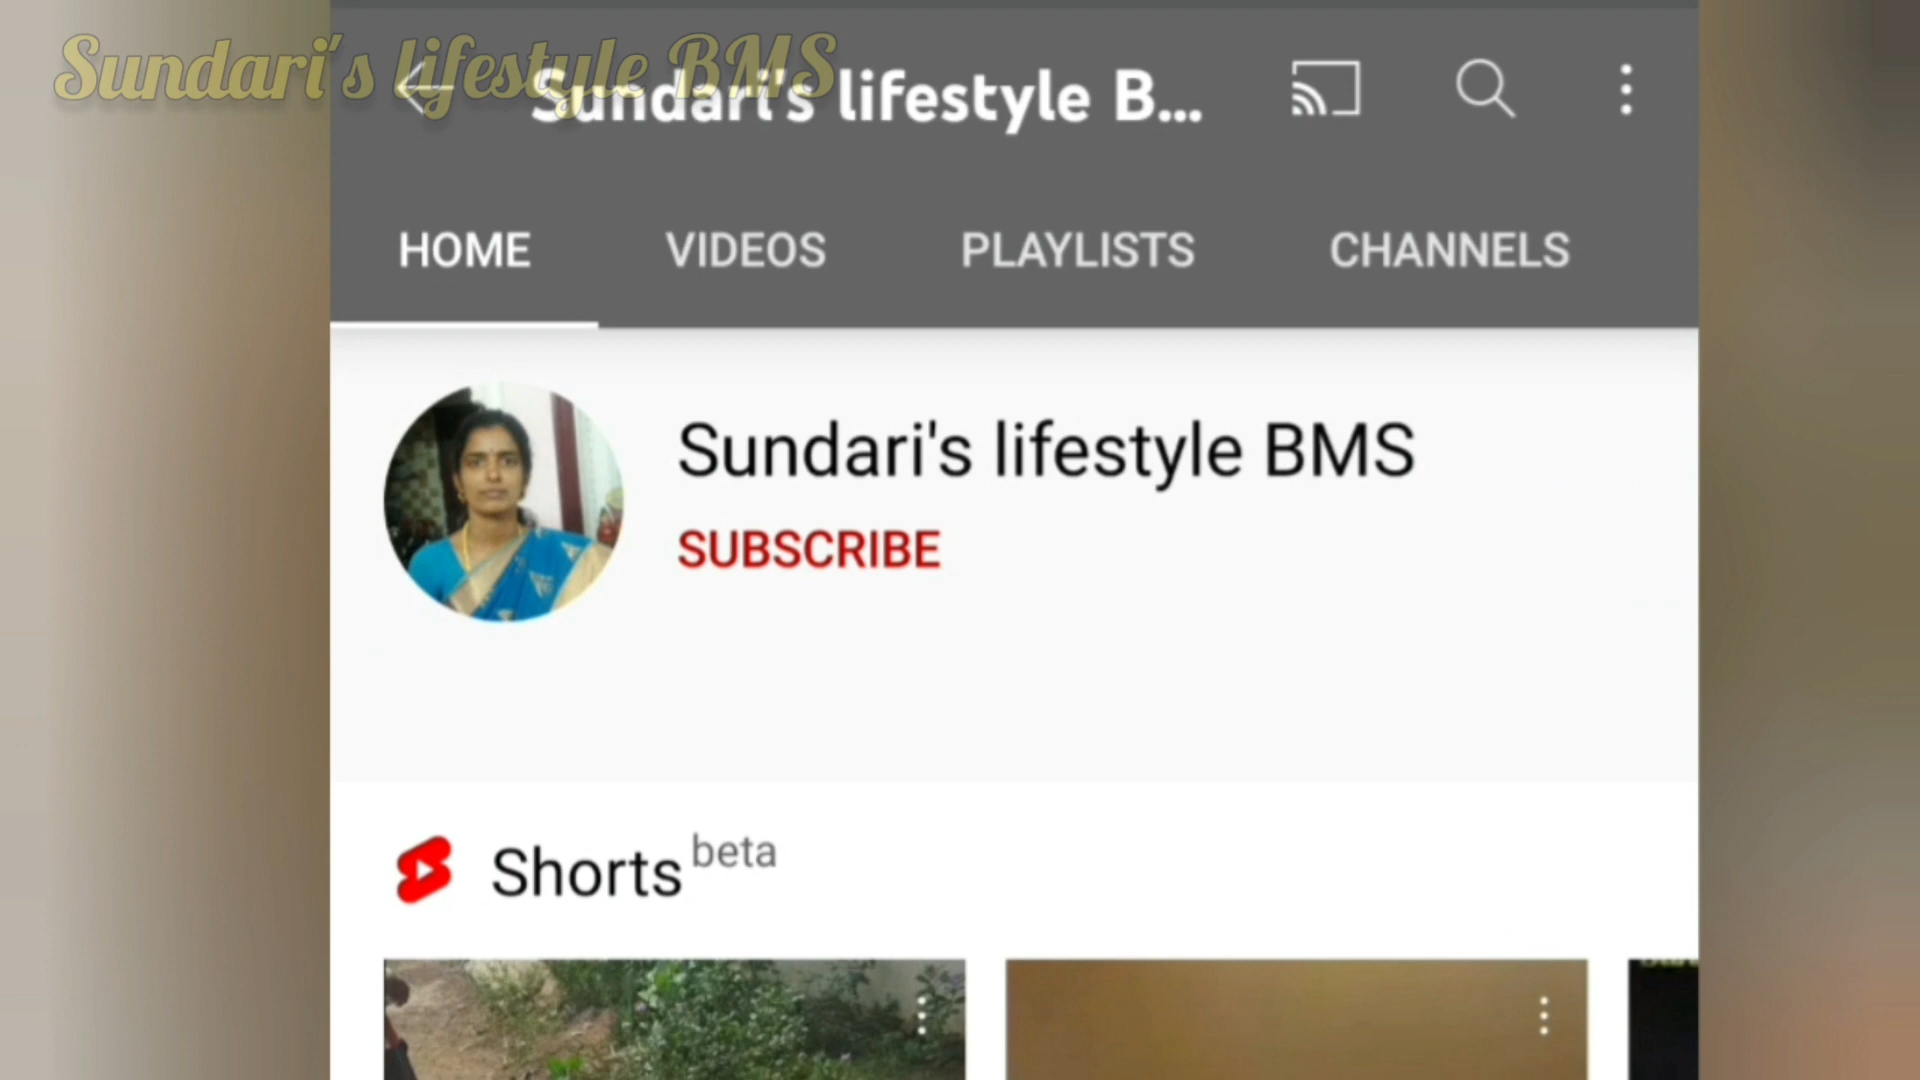 Sundari's lifestyle BMS
Sundari's lifestyle B...
HOME VIDEOS PLAYLISTS CHANNELS
Sundari's lifestyle BMS
SUBSCRIBE
Shorts beta